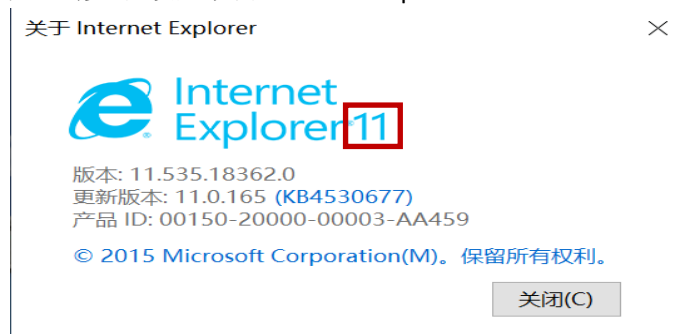 关于 Internet Explorer
Internet
Explorer 11
版本: 11.535.18362.0
更新版本: 11.0.165 (KB4530677)
产品 ID: 00150-20000-00003-AA459
© 2015 Microsoft Corporation(M)。保留所有权利。
关闭(C)